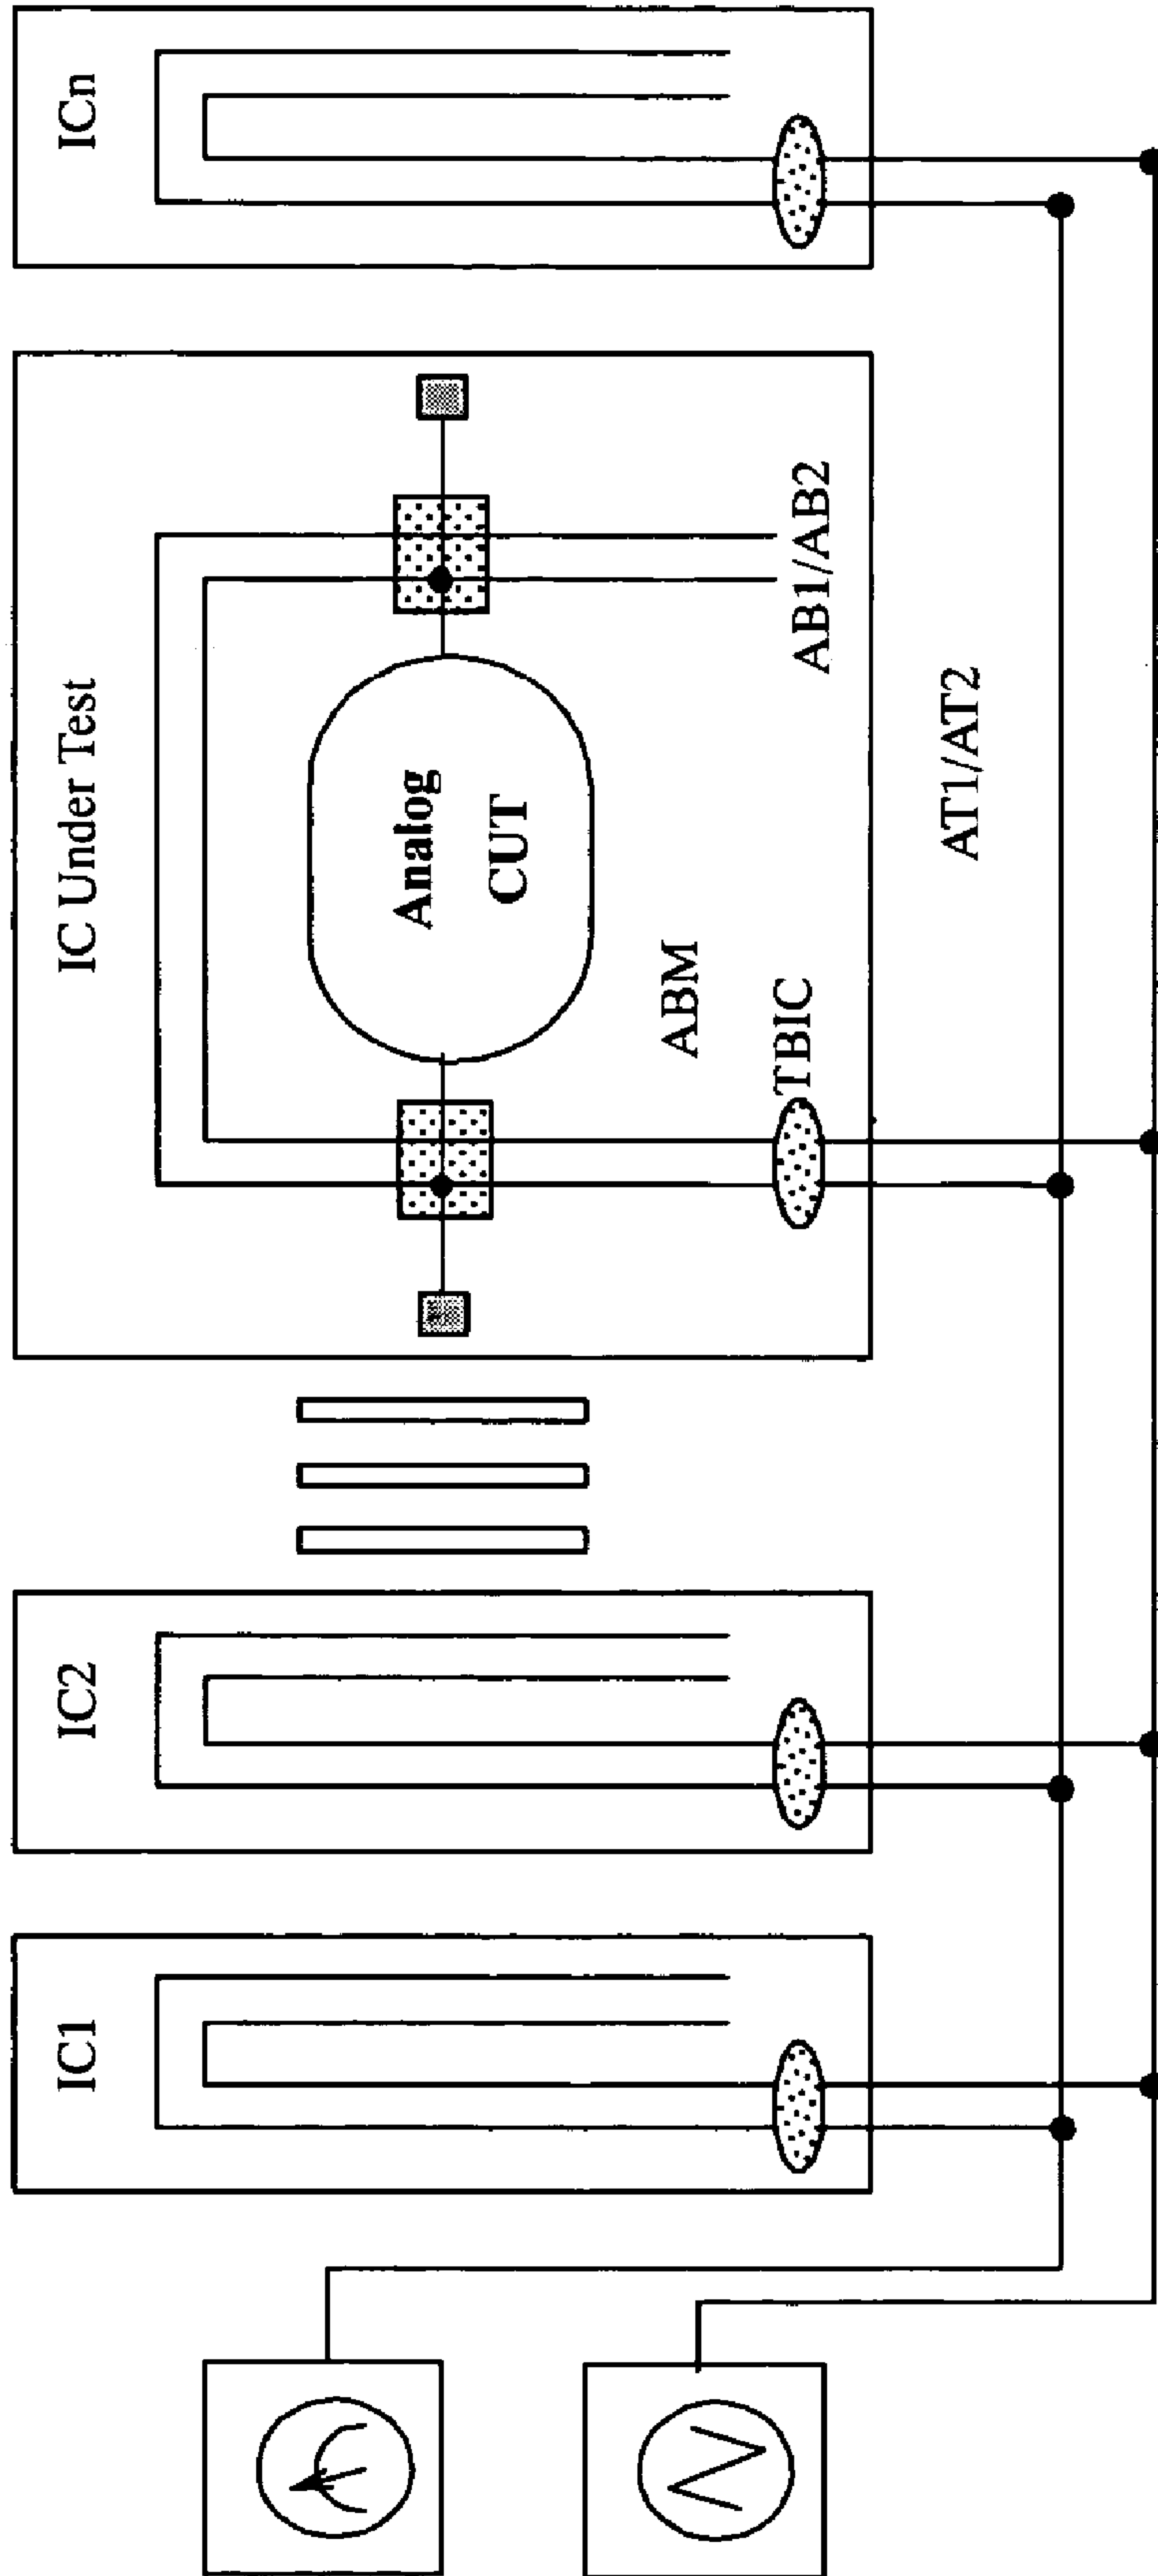 IC1
IC2
IC Under Test
ICn
Analog
CUT
ABM
TBIC
AB1/AB2
AT1/AT2